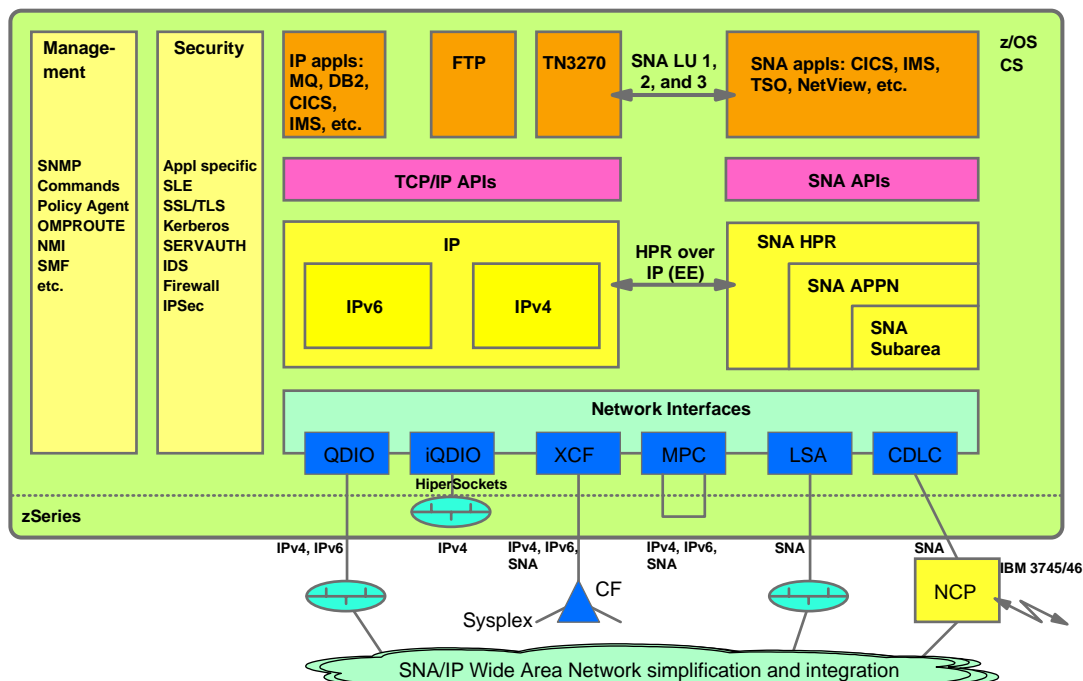 Manage-
ment
SNMP
Commands
Policy Agent
OMPROUTE
NMI
SMF
etc.
Security
Appl specific
SLE
SSL/TLS
Kerberos
SERVAUTH
IDS
Firewall
IPSec
IP appls:
MQ, DB2,
CICS,
IMS, etc.
FTP
TN3270
SNA LU 1,
2, and 3
SNA appls: CICS, IMS,
TSO, NetView, etc.
z/OS
CS
TCP/IP APIs
SNA APIs
IP
IPv6
IPv4
HPR over
IP (EE)
SNA HPR
SNA APPN
SNA
Subarea
Network Interfaces
QDIO
iQDIO
XCF
MPC
LSA
CDLC
HiperSockets
zSeries
IPv4, IPv6
IPv4
IPv4, IPv6,
SNA
IPv4, IPv6,
SNA
SNA
SNA
IBM 3745/46
NCP
CF
Sysplex
SNA/IP Wide Area Network simplification and integration